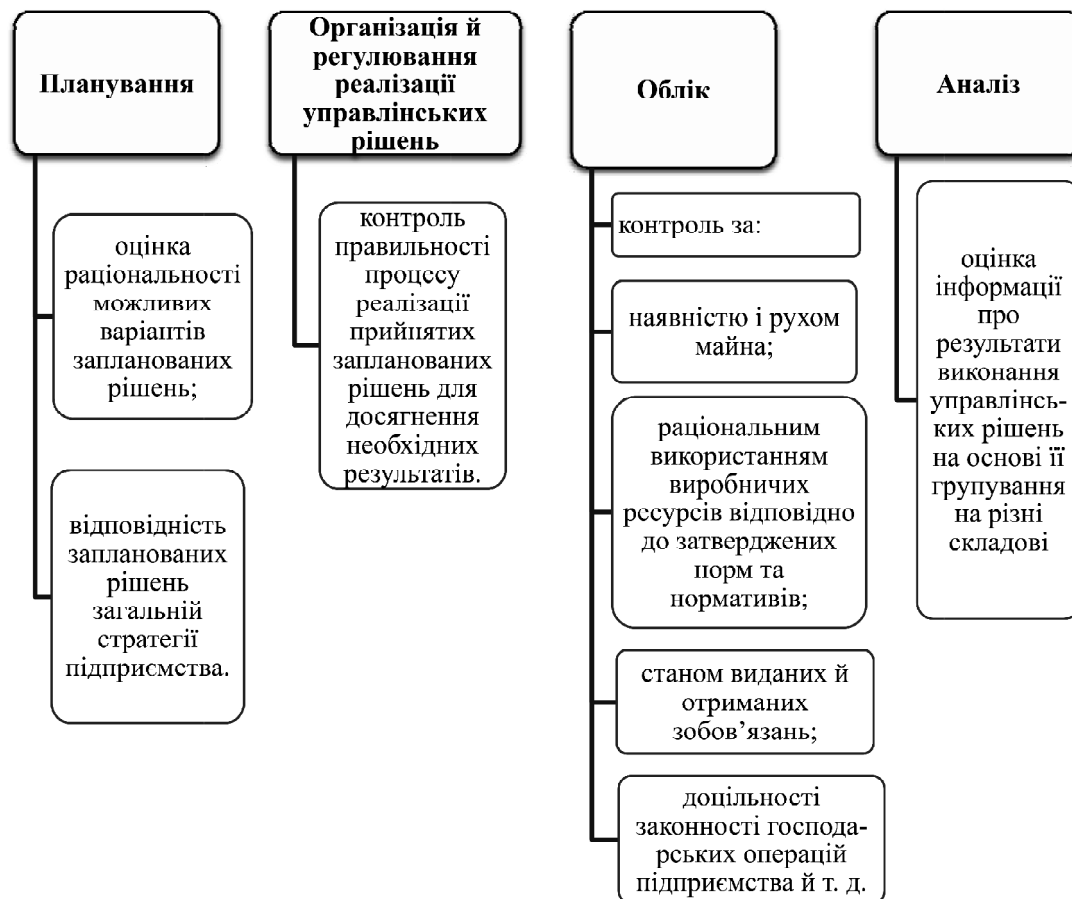 Планування
оцінка
раціональності
можливих
варіантів
запланованих
рішень;
відповідність
запланованих
рішень
загальній
стратегії
підприємства.
Організація й
регулювання
реалізації
управлінських
рішень
контроль
правильності
процесу
реалізації
прийнятих
запланованих
рішень для
досягнення
необхідних
результатів.
Облік
контроль за:
наявністю і рухом
майна;
раціональним
використанням
виробничих
ресурсів відповідно
до затверджених
норм та
нормативів;
станом виданих й
отриманих
зобов’язань;
доцільності
законності господа-
рських операцій
підприємства й т. д.
Аналіз
оцінка
інформації
про
результати
виконання
управлінсь-
ких рішень
на основі її
групування
на різні
складові